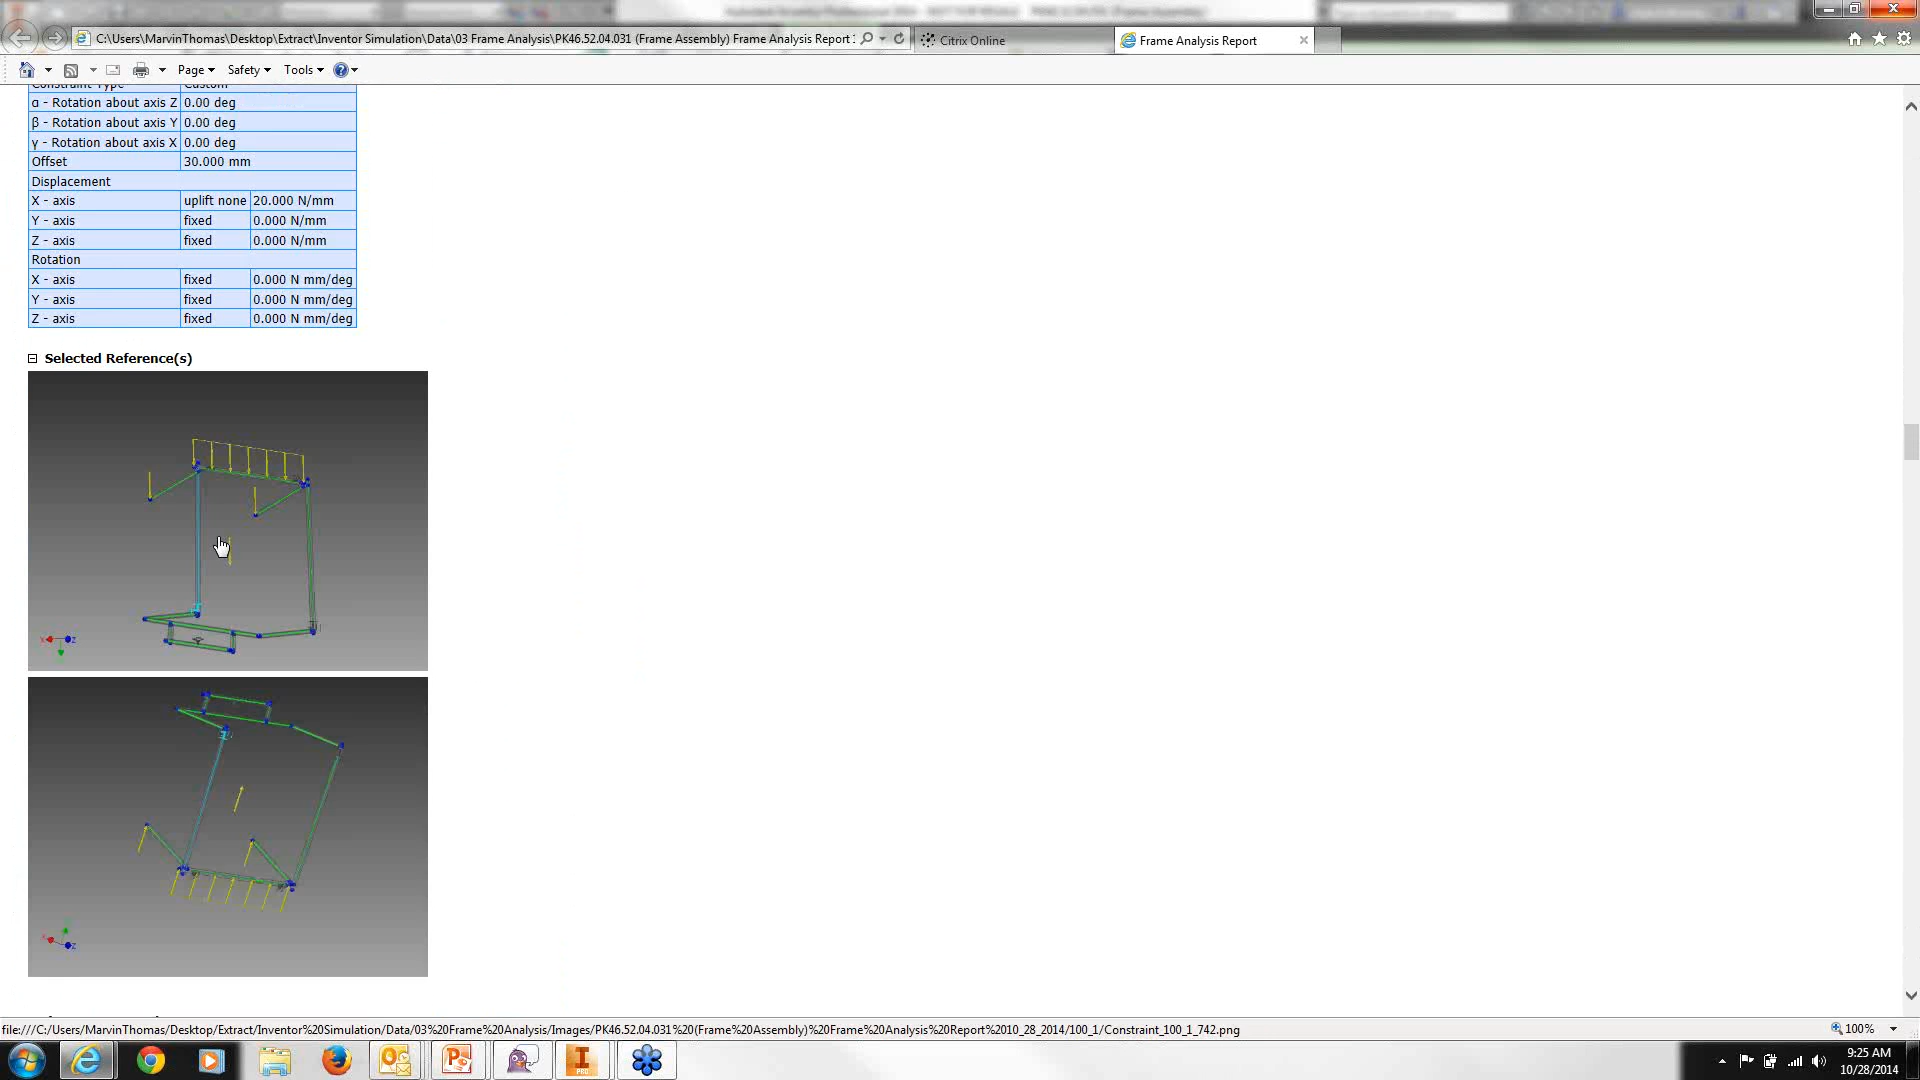 C:\Users\MarvinThomas\Desktop\Extract\Inventor Simulation\Data\03 Frame Analysis\PK46.52.04.031 (Frame Assembly) Frame Analysis Report
Citrix Online
Frame Analysis Report
Page
Safety
Tools
Constraint Type Custom
α - Rotation about axis Z 0.00 deg
β - Rotation about axis Y 0.00 deg
γ - Rotation about axis X 0.00 deg
Offset 30.000 mm
Displacement
X - axis uplift none 20.000 N/mm
Y - axis fixed 0.000 N/mm
Z - axis fixed 0.000 N/mm
Rotation
X - axis fixed 0.000 N mm/deg
Y - axis fixed 0.000 N mm/deg
Z - axis fixed 0.000 N mm/deg
Selected Reference(s)
X Z
Z
file:///C:/Users/MarvinThomas/Desktop/Extract/Inventor%20Simulation/Data/03%20Frame%20Analysis/Images/PK46.52.04.031%20(Frame%20Assembly)%20Frame%20Analysis%20Report%2010_28_2014/100_1/Constraint_100_1_742.png
100%
9:25 AM
10/28/2014